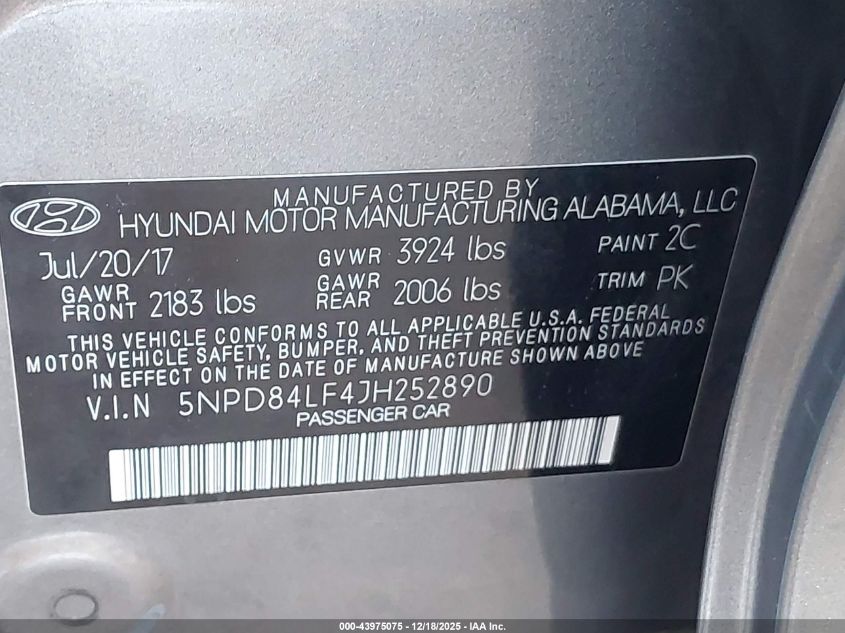 MANUFACTURED BY
HYUNDAI MOTOR MANUFACTURING ALABAMA, LLC
Jul/20/17 GVWR 3924 lbs PAINT 2C
GAWR FRONT 2183 lbs GAWR REAR 2006 lbs TRIM PK
THIS VEHICLE CONFORMS TO ALL APPLICABLE U.S.A. FEDERAL
MOTOR VEHICLE SAFETY, BUMPER, AND THEFT PREVENTION STANDARDS
IN EFFECT ON THE DATE OF MANUFACTURE SHOWN ABOVE
V.I.N 5NPD84LF4JH252890
PASSENGER CAR
000-43975075 - 12/18/2025 - IAA Inc.